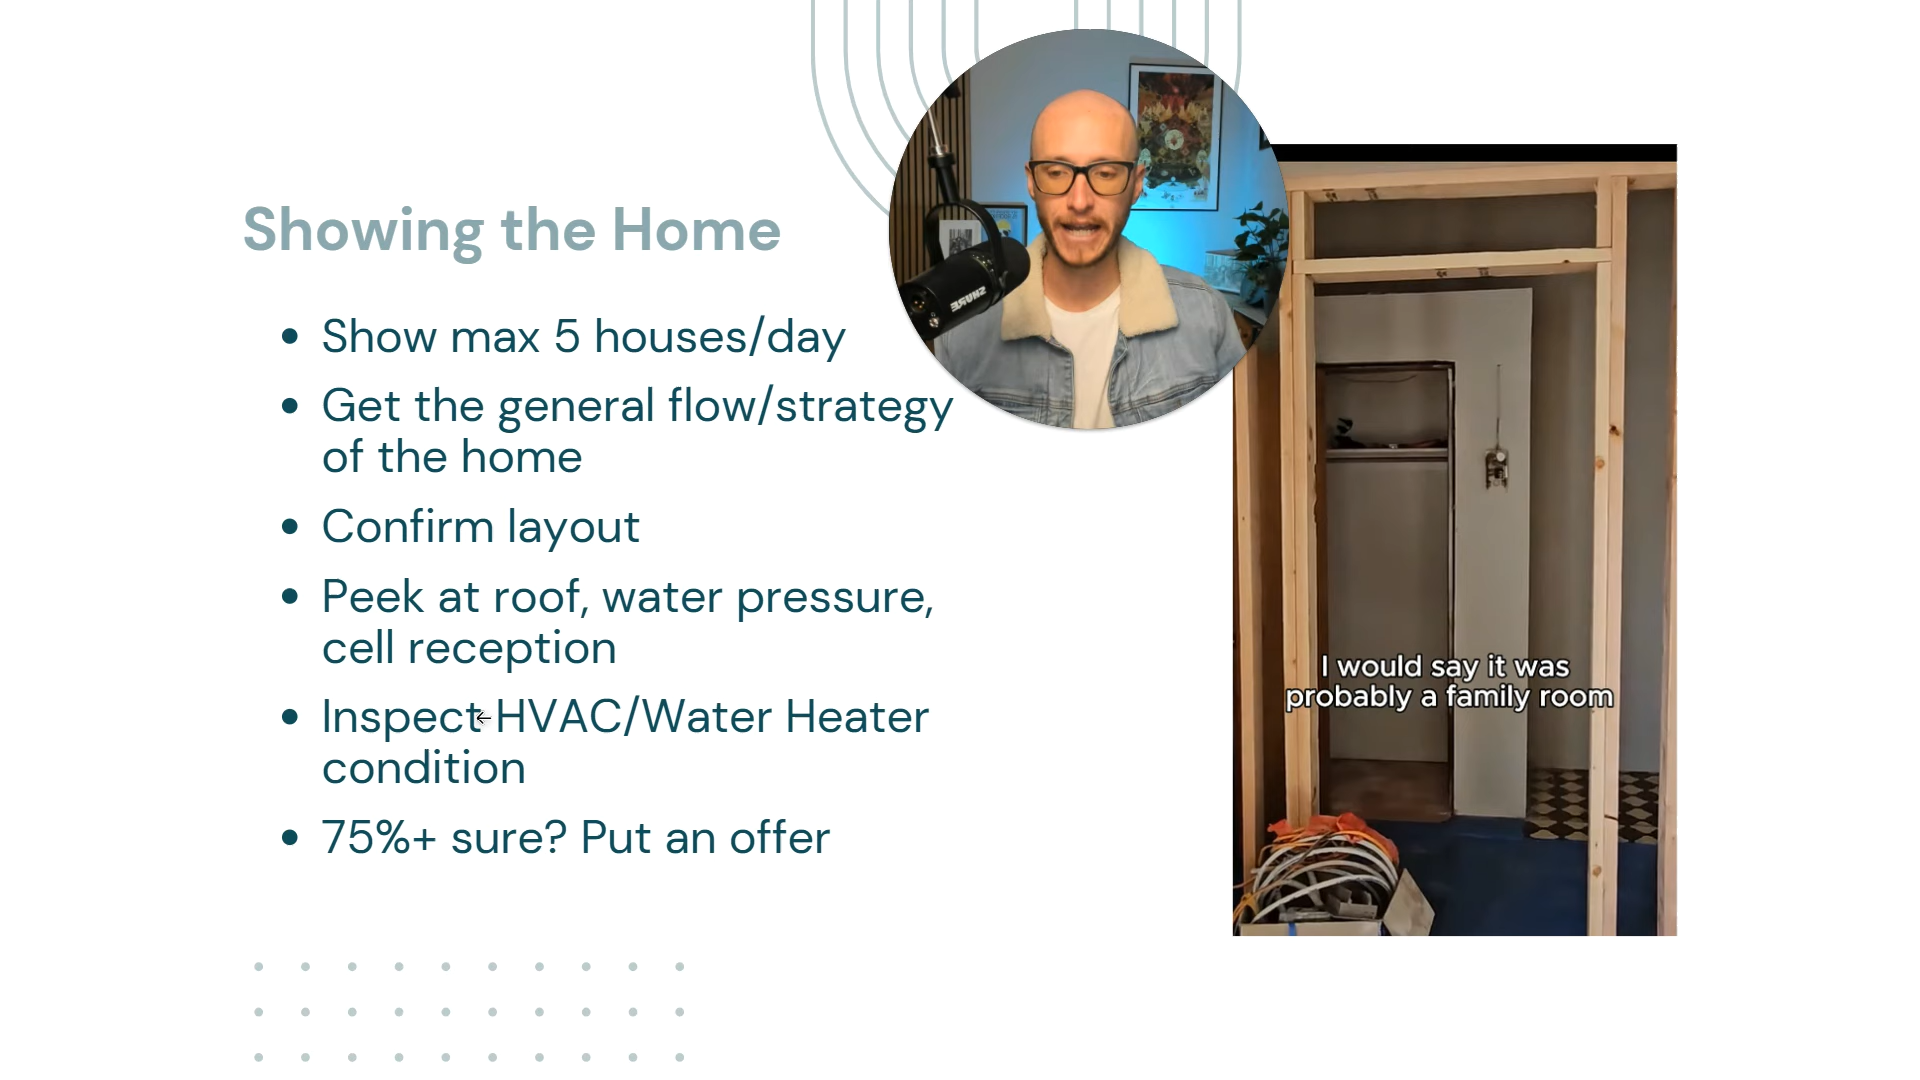 Showing the Home
• Show max 5 houses/day
• Get the general flow/strategy
of the home
• Confirm layout
• Peek at roof, water pressure,
cell reception
• Inspect HVAC/Water Heater
condition
• 75%+ sure? Put an offer
SHURE
I would say it was
probably a family room